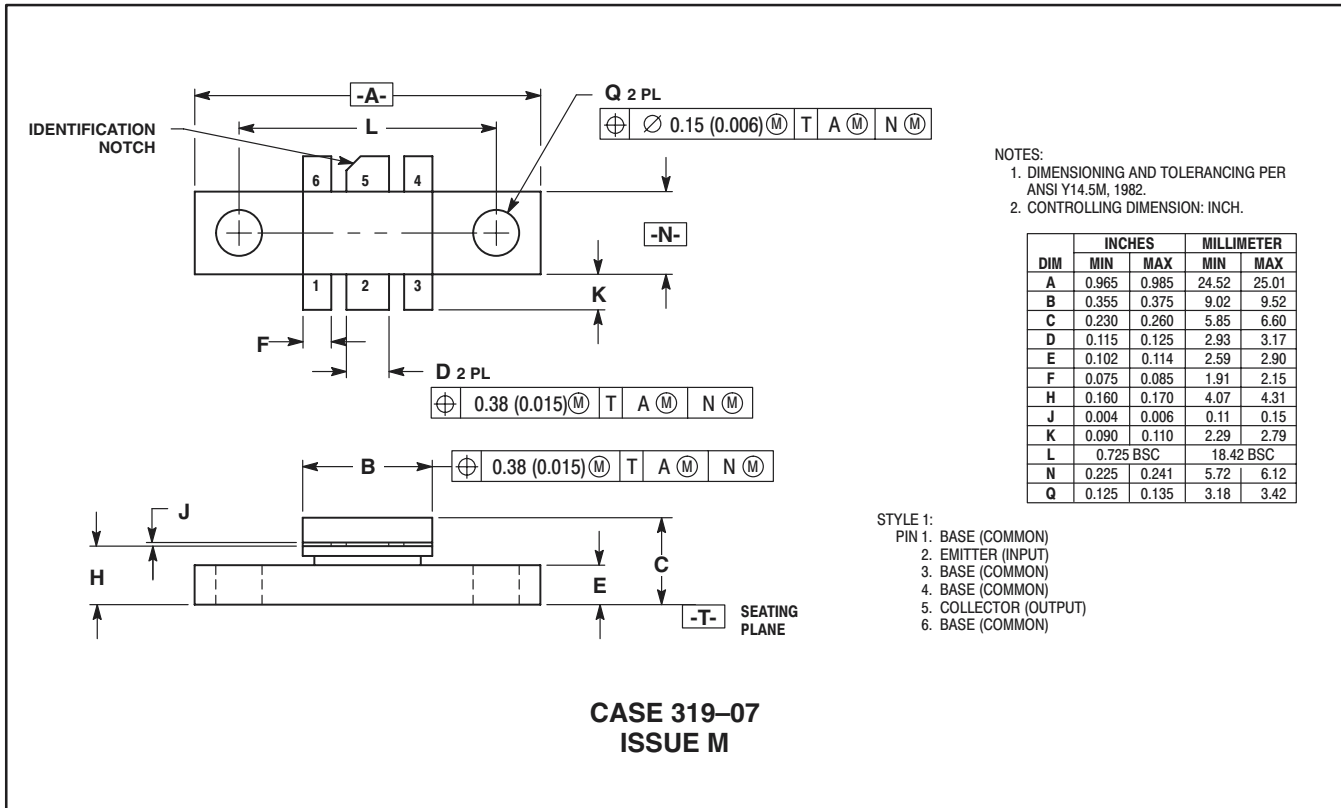 -A-
Q 2 PL
⌖ ∅ 0.15 (0.006) Ⓜ T A Ⓜ N Ⓜ
IDENTIFICATION
NOTCH
L
6 5 4
-N-
1 2 3
K
F
D 2 PL
⌖ 0.38 (0.015) Ⓜ T A Ⓜ N Ⓜ
B
⌖ 0.38 (0.015) Ⓜ T A Ⓜ N Ⓜ
J
H
E
C
-T-
SEATING
PLANE
NOTES:
1. DIMENSIONING AND TOLERANCING PER
ANSI Y14.5M, 1982.
2. CONTROLLING DIMENSION: INCH.
INCHES MILLIMETER
DIM MIN MAX MIN MAX
A 0.965 0.985 24.52 25.01
B 0.355 0.375 9.02 9.52
C 0.230 0.260 5.85 6.60
D 0.115 0.125 2.93 3.17
E 0.102 0.114 2.59 2.90
F 0.075 0.085 1.91 2.15
H 0.160 0.170 4.07 4.31
J 0.004 0.006 0.11 0.15
K 0.090 0.110 2.29 2.79
L 0.725 BSC 18.42 BSC
N 0.225 0.241 5.72 6.12
Q 0.125 0.135 3.18 3.42
STYLE 1:
PIN 1. BASE (COMMON)
2. EMITTER (INPUT)
3. BASE (COMMON)
4. BASE (COMMON)
5. COLLECTOR (OUTPUT)
6. BASE (COMMON)
CASE 319–07
ISSUE M